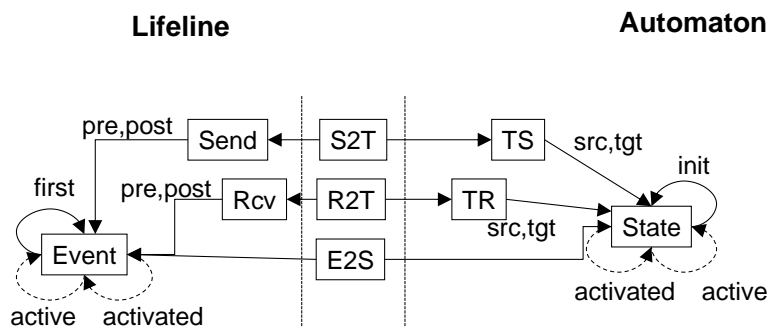 Lifeline Automaton
pre,post Send S2T TS src,tgt
init
first pre,post Rcv R2T TR
src,tgt State
Event E2S
active activated activated active